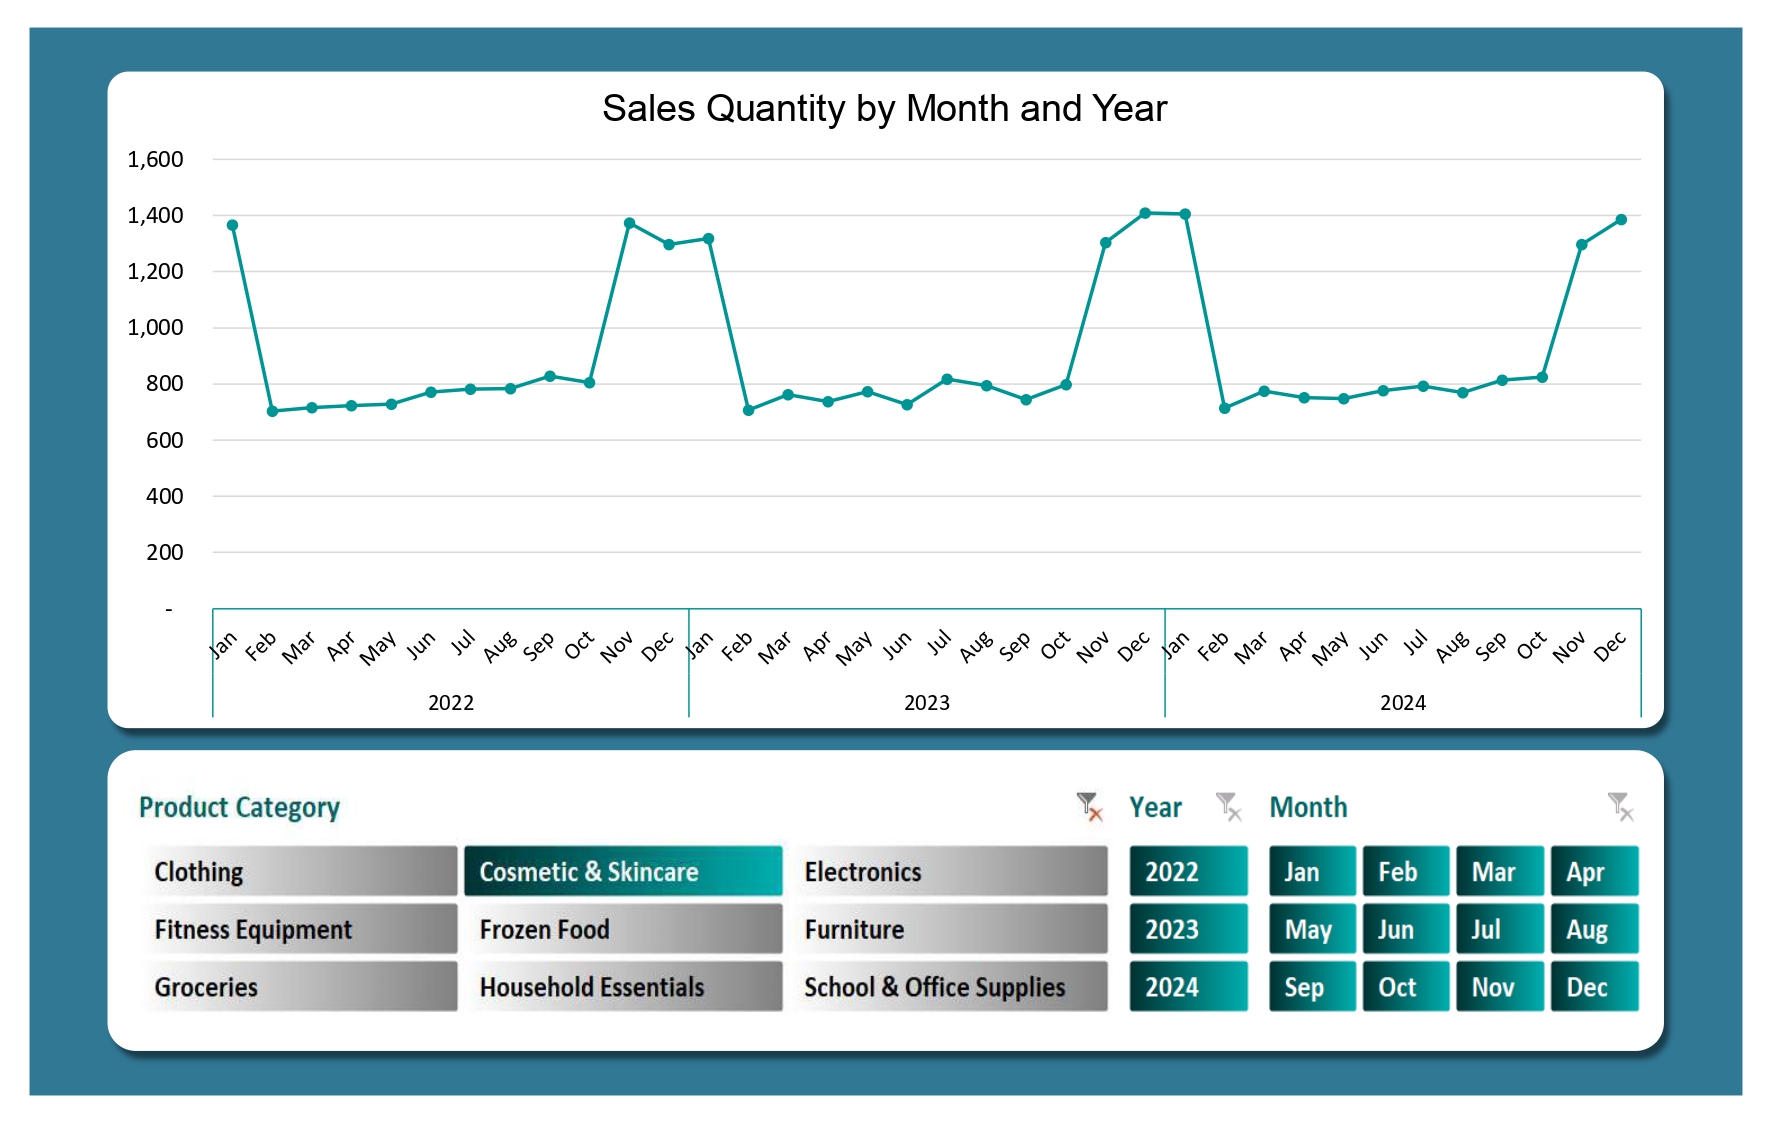 Sales Quantity by Month and Year
1,600
1,400
1,200
1,000
800
600
400
200
-
Jan Feb Mar Apr May Jun Jul Aug Sep Oct Nov Dec Jan Feb Mar Apr May Jun Jul Aug Sep Oct Nov Dec Jan Feb Mar Apr May Jun Jul Aug Sep Oct Nov Dec
2022 2023 2024
Product Category Year Month
Clothing Cosmetic & Skincare Electronics 2022 Jan Feb Mar Apr
Fitness Equipment Frozen Food Furniture 2023 May Jun Jul Aug
Groceries Household Essentials School & Office Supplies 2024 Sep Oct Nov Dec